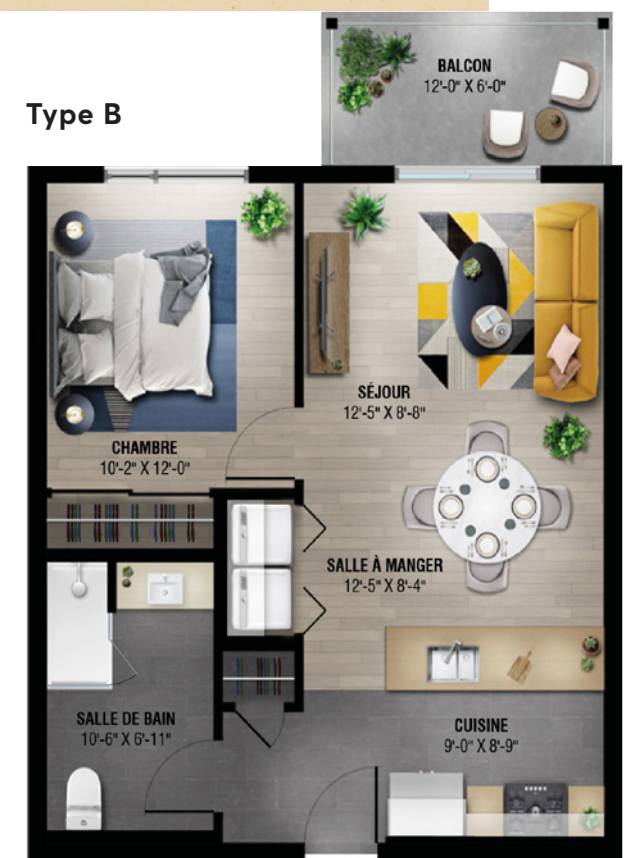 BALCON
12'-0" X 6'-0"
Type B
SÉJOUR
12'-5" X 8'-8"
CHAMBRE
10'-2" X 12'-0"
SALLE À MANGER
12'-5" X 8'-4"
SALLE DE BAIN
10'-6" X 6'-11"
CUISINE
9'-0" X 8'-9"